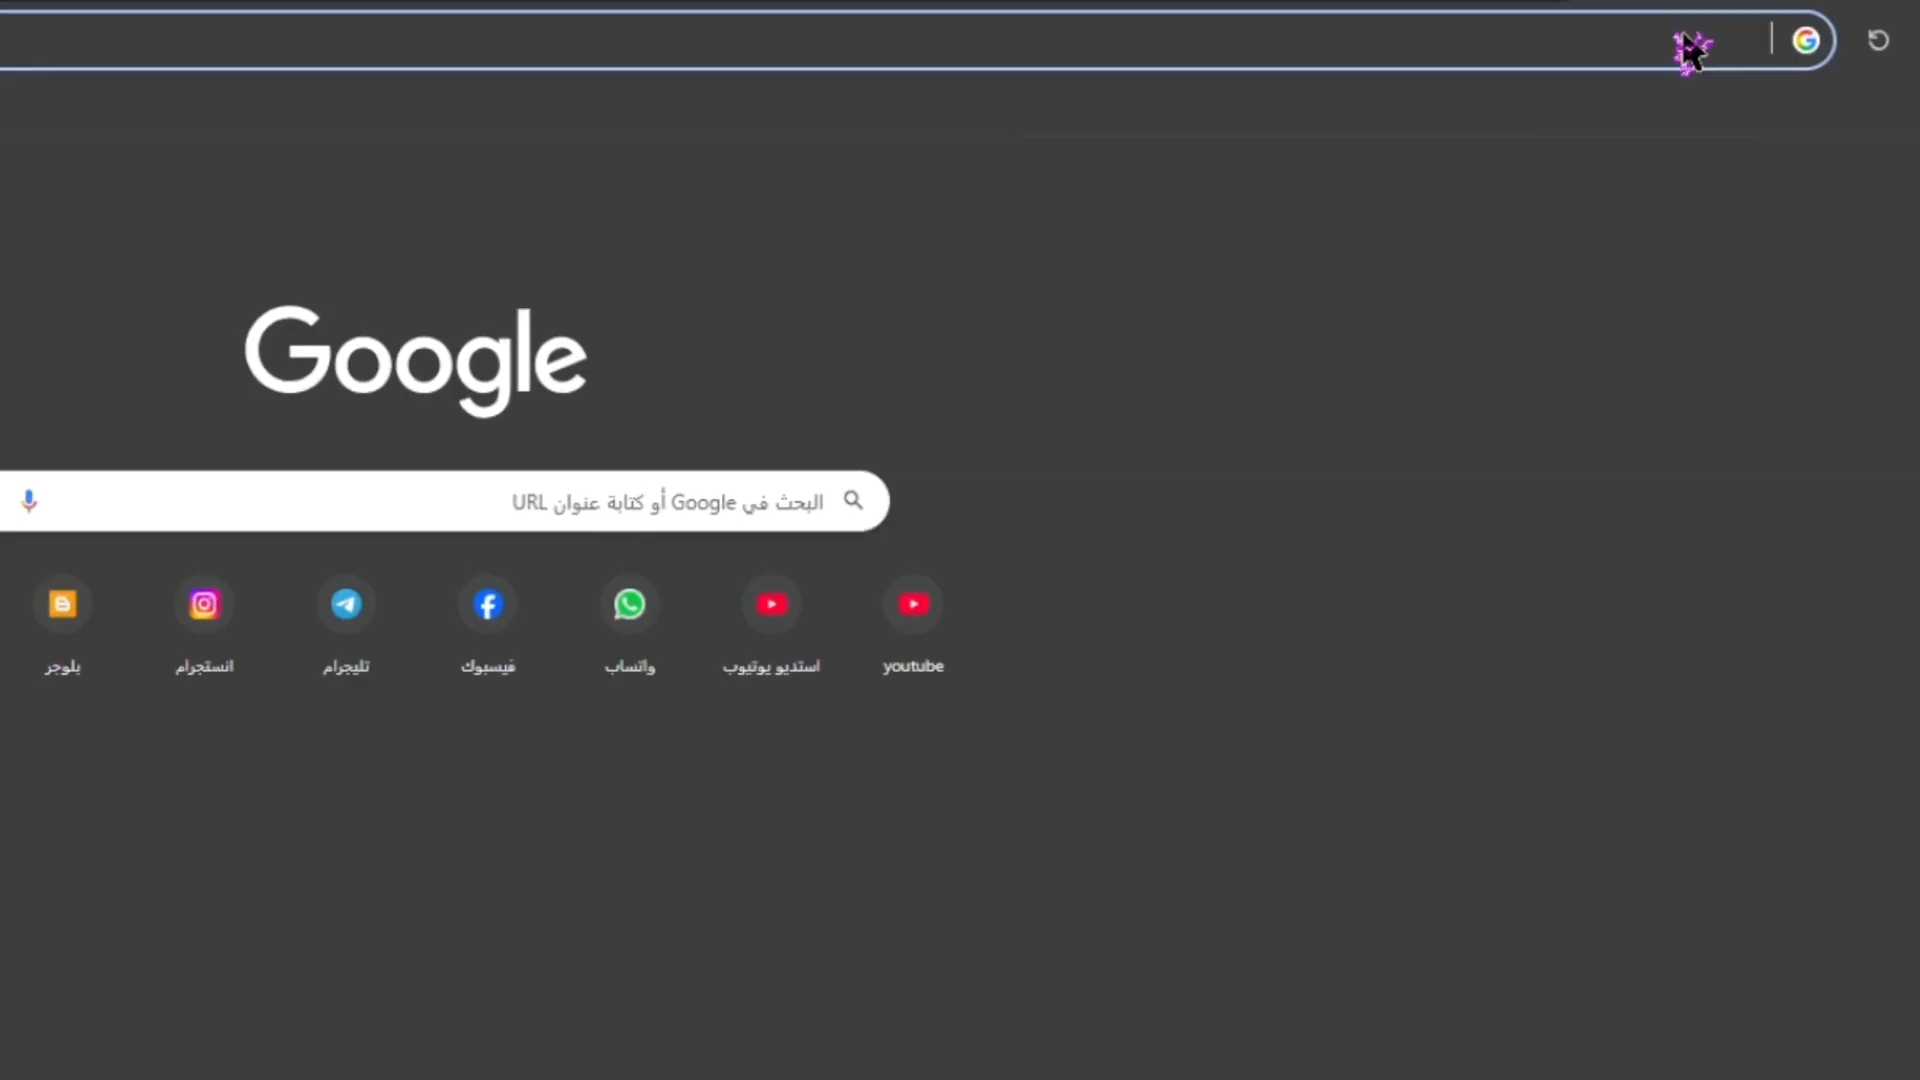 Google
البحث في Google أو كتابة عنوان URL
youtube
استديو يوتيوب
واتساب
فيسبوك
تليجرام
انستجرام
بلوجر